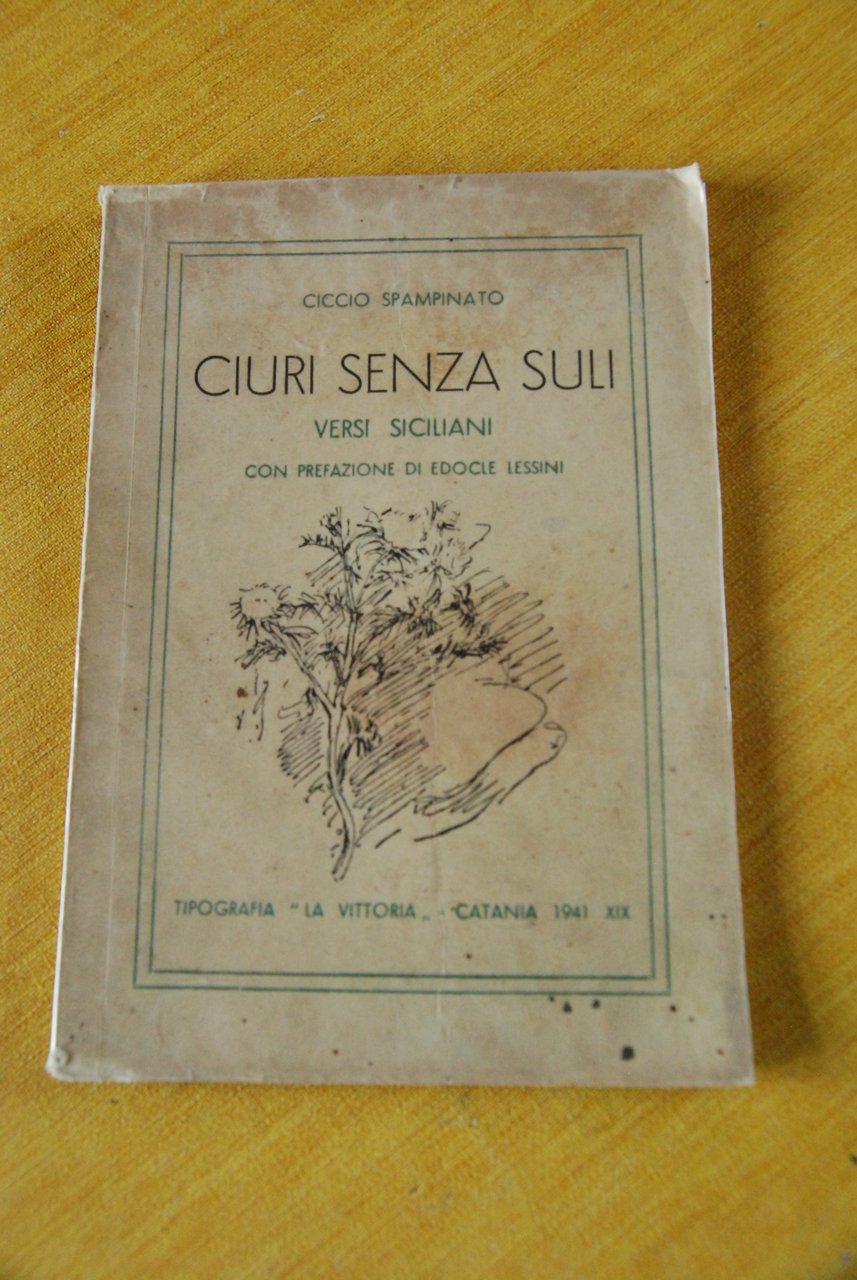 CICCIO SPAMPINATO
CIURI SENZA SULI
VERSI SICILIANI
CON PREFAZIONE DI EDOCLE LESSINI
TIPOGRAFIA "LA VITTORIA„ - CATANIA 1941 XIX